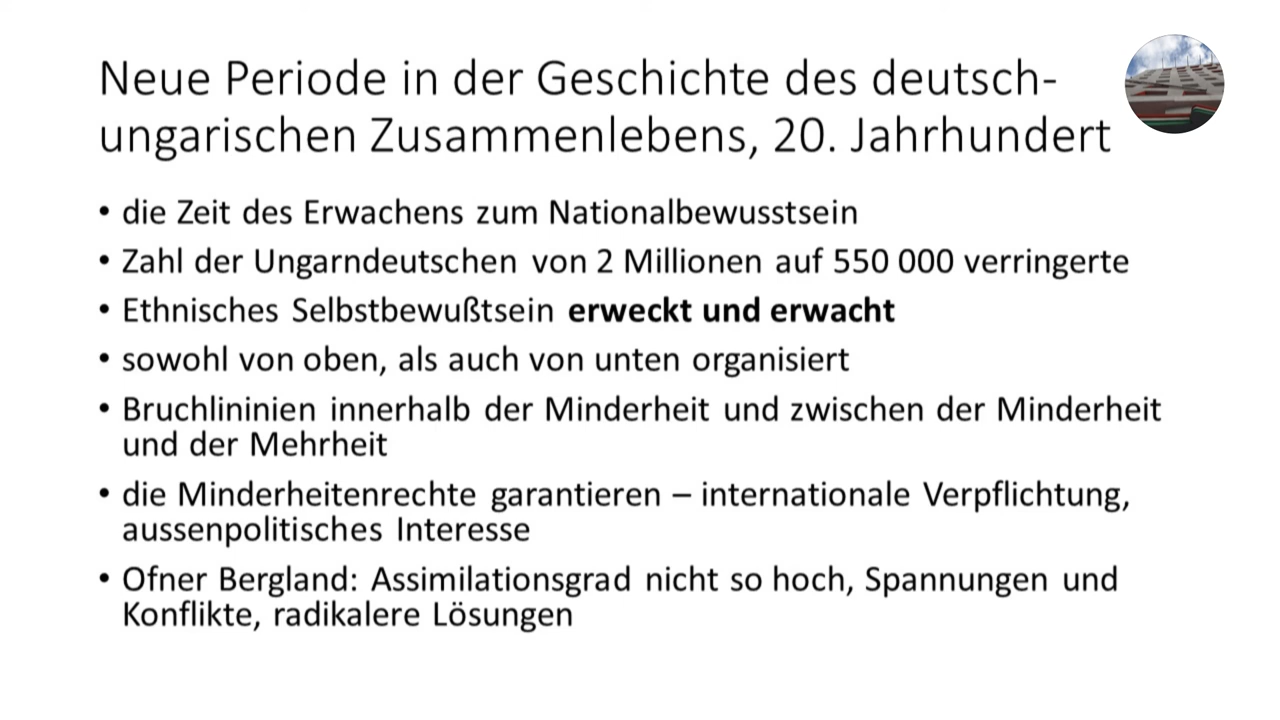 Neue Periode in der Geschichte des deutsch-
ungarischen Zusammenlebens, 20. Jahrhundert
• die Zeit des Erwachens zum Nationalbewusstsein
• Zahl der Ungarndeutschen von 2 Millionen auf 550 000 verringerte
• Ethnisches Selbstbewußtsein erweckt und erwacht
• sowohl von oben, als auch von unten organisiert
• Bruchlininien innerhalb der Minderheit und zwischen der Minderheit
und der Mehrheit
• die Minderheitenrechte garantieren – internationale Verpflichtung,
aussenpolitisches Interesse
• Ofner Bergland: Assimilationsgrad nicht so hoch, Spannungen und
Konflikte, radikalere Lösungen